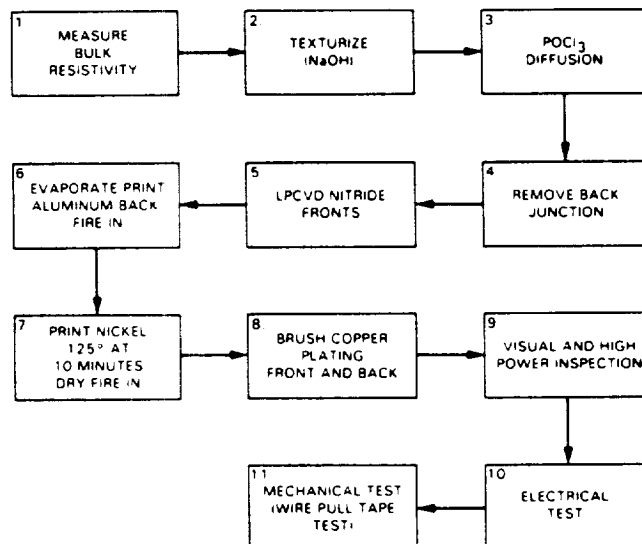 1
MEASURE
BULK
RESISTIVITY
2
TEXTURIZE
(NaOH)
3
POCl3
DIFFUSION
4
REMOVE BACK
JUNCTION
5
LPCVD NITRIDE
FRONTS
6
EVAPORATE PRINT
ALUMINUM BACK
FIRE IN
7
PRINT NICKEL
125° AT
10 MINUTES
DRY FIRE IN
8
BRUSH COPPER
PLATING
FRONT AND BACK
9
VISUAL AND HIGH
POWER INSPECTION
10
ELECTRICAL
TEST
11
MECHANICAL TEST
(WIRE PULL TAPE
TEST)